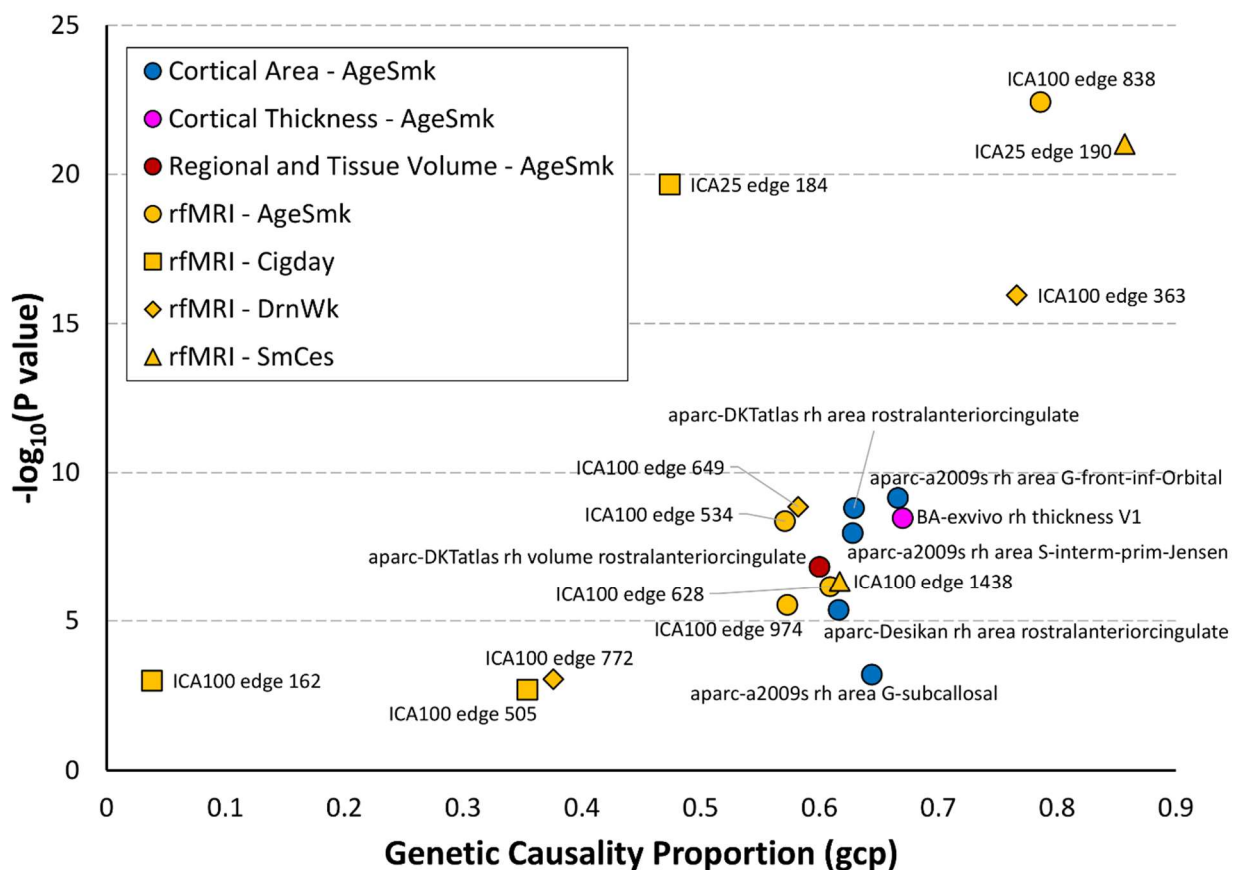 25
20
15
10
5
0
-log10(P value)
Cortical Area - AgeSmk
Cortical Thickness - AgeSmk
Regional and Tissue Volume - AgeSmk
rfMRI - AgeSmk
rfMRI - Cigday
rfMRI - DrnWk
rfMRI - SmCes
ICA100 edge 838
ICA25 edge 190
ICA25 edge 184
ICA100 edge 363
aparc-DKTatlas rh area rostralanteriorcingulate
ICA100 edge 649
aparc-a2009s rh area G-front-inf-Orbital
ICA100 edge 534
BA-exvivo rh thickness V1
aparc-DKTatlas rh volume rostralanteriorcingulate
aparc-a2009s rh area S-interm-prim-Jensen
ICA100 edge 628
ICA100 edge 1438
ICA100 edge 974
aparc-Desikan rh area rostralanteriorcingulate
ICA100 edge 772
ICA100 edge 162
aparc-a2009s rh area G-subcallosal
ICA100 edge 505
0 0.1 0.2 0.3 0.4 0.5 0.6 0.7 0.8 0.9
Genetic Causality Proportion (gcp)